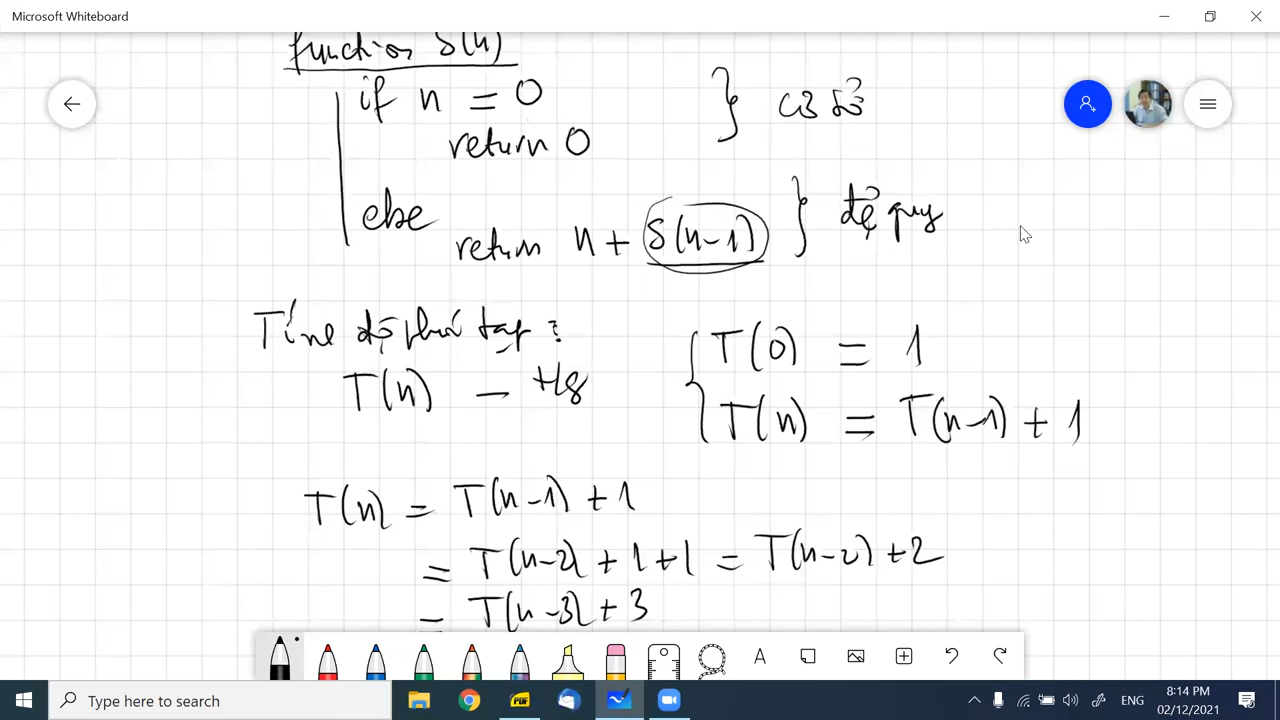 Microsoft Whiteboard
function S(n)
if n = 0
return 0
} cơ sở
else
return n + S(n-1)
} đệ quy
Tính độ phức tạp :
T(n) - tg
T(0) = 1
T(n) = T(n-1) + 1
T(n) = T(n-1) + 1
= T(n-2) + 1 + 1 = T(n-2) + 2
= T(n-3) + 3
Type here to search
PDF
ENG
8:14 PM
02/12/2021